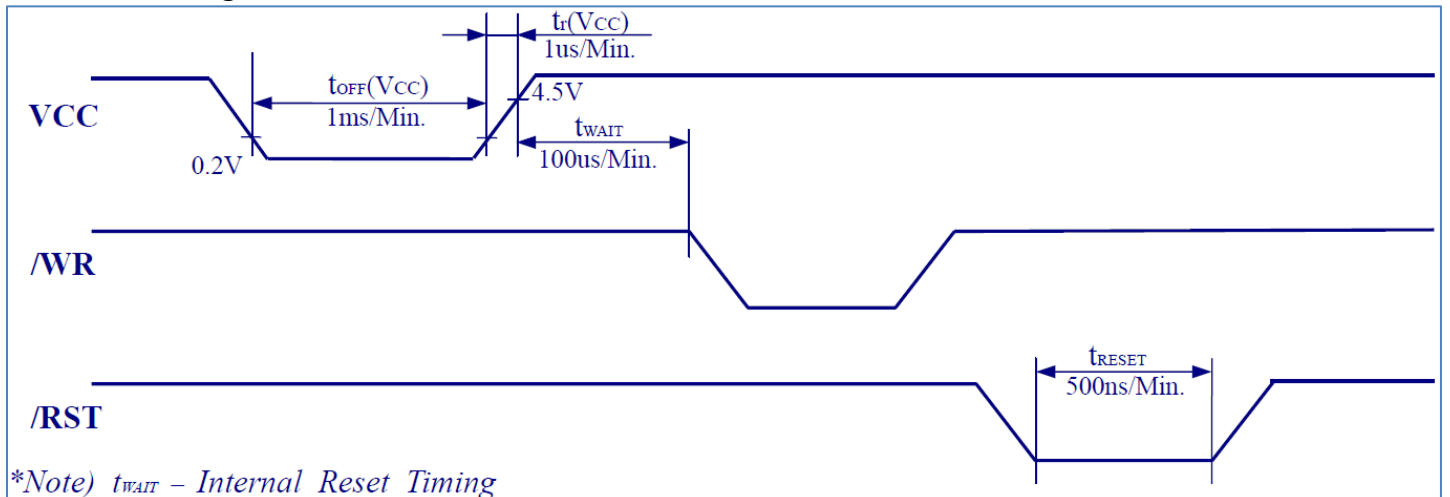 tr(VCC)
1us/Min.
tOFF(VCC)
1ms/Min.
4.5V
VCC
0.2V
tWAIT
100us/Min.
/WR
tRESET
500ns/Min.
/RST
*Note) tWAIT – Internal Reset Timing